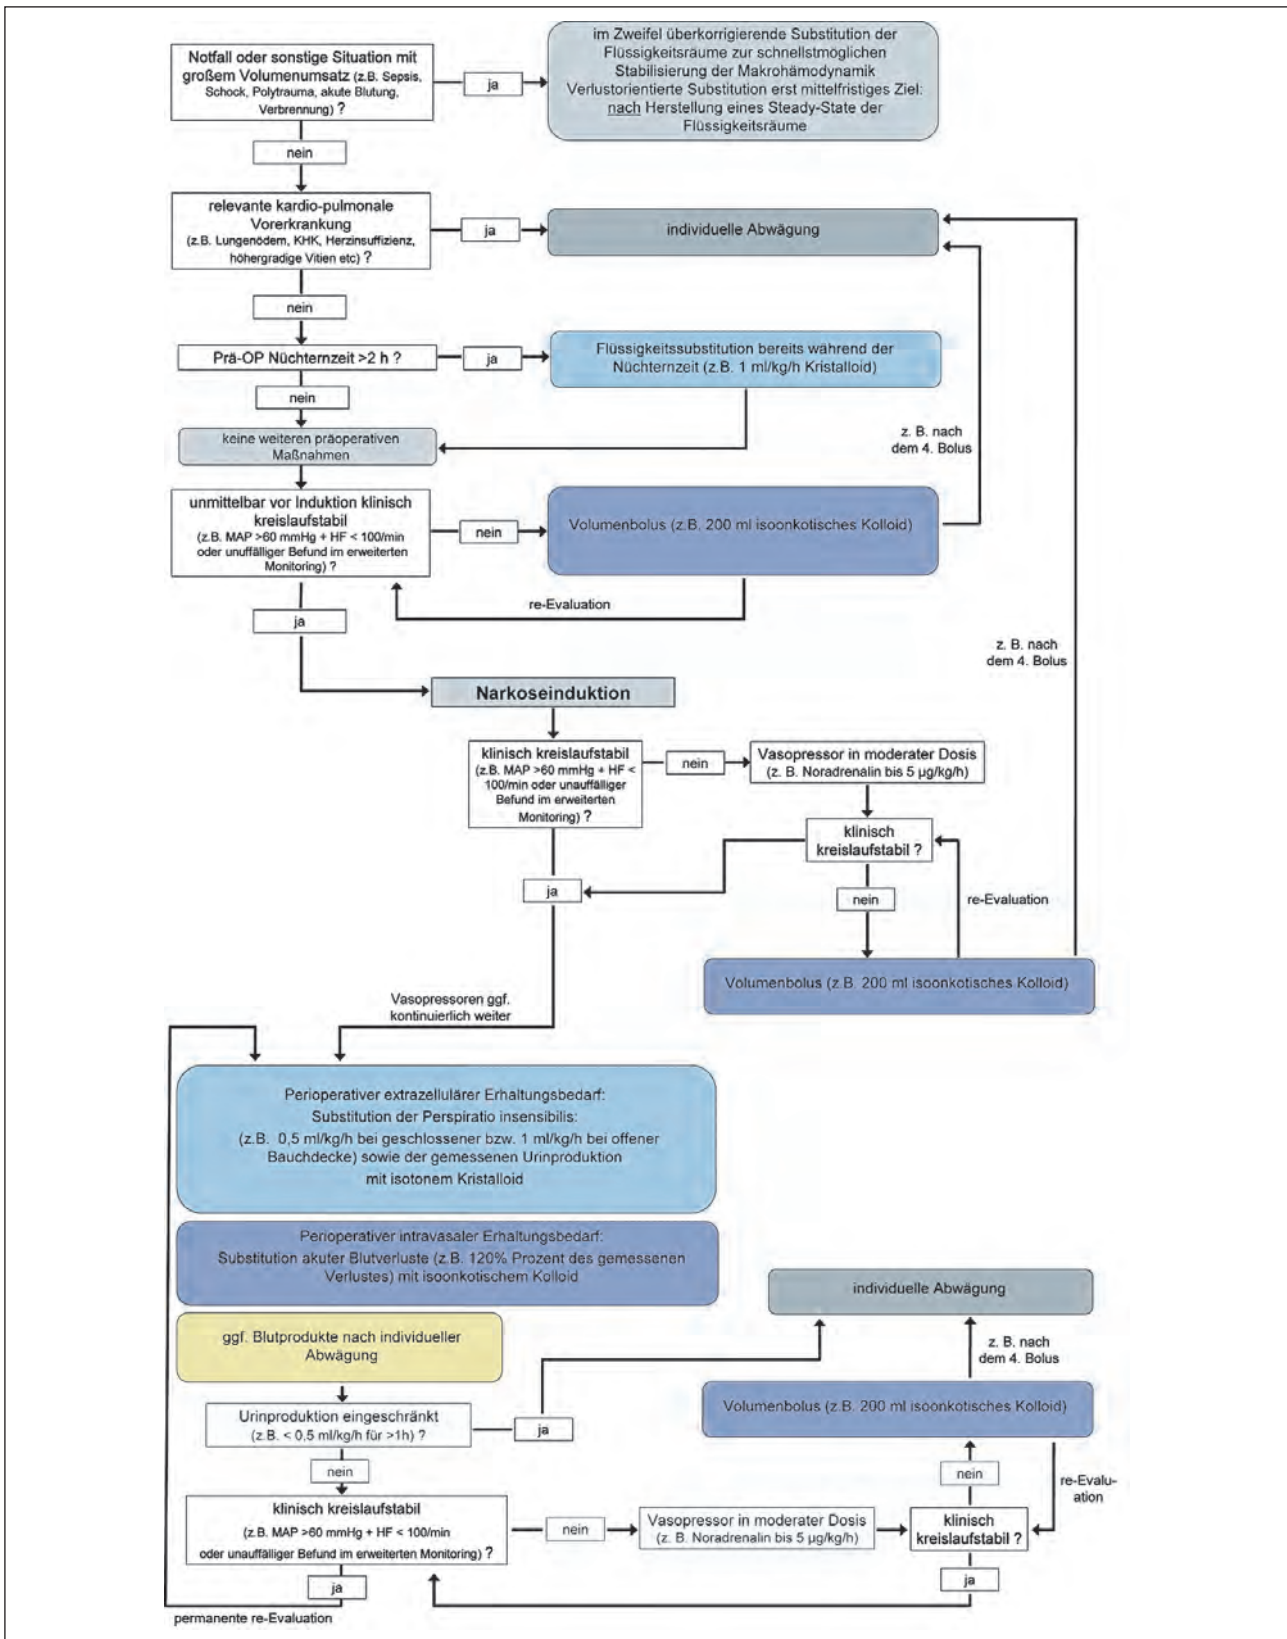 Notfall oder sonstige Situation mit
großem Volumenumsatz (z.B. Sepsis,
Schock, Polytrauma, akute Blutung,
Verbrennung) ?
ja
im Zweifel überkorrigierende Substitution der
Flüssigkeitsräume zur schnellstmöglichen
Stabilisierung der Makrohämodynamik
Verlustorientierte Substitution erst mittelfristiges Ziel:
nach Herstellung eines Steady-State der
Flüssigkeitsräume
nein
relevante kardio-pulmonale
Vorerkrankung
(z.B. Lungenödem, KHK, Herzinsuffizienz,
höhergradige Vitien etc) ?
ja
individuelle Abwägung
nein
Prä-OP Nüchternzeit >2 h ?
ja
Flüssigkeitssubstitution bereits während der
Nüchternzeit (z.B. 1 ml/kg/h Kristalloid)
nein
keine weiteren präoperativen
Maßnahmen
z. B. nach
dem 4. Bolus
unmittelbar vor Induktion klinisch
kreislaufstabil
(z.B. MAP >60 mmHg + HF < 100/min
oder unauffälliger Befund im erweiterten
Monitoring) ?
nein
Volumenbolus (z.B. 200 ml isoonkotisches Kolloid)
re-Evaluation
ja
z. B. nach
dem 4. Bolus
Narkoseinduktion
klinisch kreislaufstabil
(z.B. MAP >60 mmHg + HF <
100/min oder unauffälliger
Befund im erweiterten
Monitoring) ?
nein
Vasopressor in moderater Dosis
(z. B. Noradrenalin bis 5 µg/kg/h)
klinisch
kreislaufstabil ?
ja
nein
re-Evaluation
Volumenbolus (z.B. 200 ml isoonkotisches Kolloid)
Vasopressoren ggf.
kontinuierlich weiter
Perioperativer extrazellulärer Erhaltungsbedarf:
Substitution der Perspiratio insensibilis:
(z.B. 0,5 ml/kg/h bei geschlossener bzw. 1 ml/kg/h bei offener
Bauchdecke) sowie der gemessenen Urinproduktion
mit isotonem Kristalloid
Perioperativer intravasaler Erhaltungsbedarf:
Substitution akuter Blutverluste (z.B. 120% Prozent des gemessenen
Verlustes) mit isoonkotischem Kolloid
individuelle Abwägung
ggf. Blutprodukte nach individueller
Abwägung
z. B. nach
dem 4. Bolus
Urinproduktion eingeschränkt
(z.B. < 0,5 ml/kg/h für >1h) ?
ja
Volumenbolus (z.B. 200 ml isoonkotisches Kolloid)
nein
nein
re-Evalu-
ation
klinisch kreislaufstabil
(z.B. MAP >60 mmHg + HF < 100/min
oder unauffälliger Befund im erweiterten Monitoring) ?
nein
Vasopressor in moderater Dosis
(z. B. Noradrenalin bis 5 µg/kg/h)
klinisch
kreislaufstabil ?
ja
ja
permanente re-Evaluation